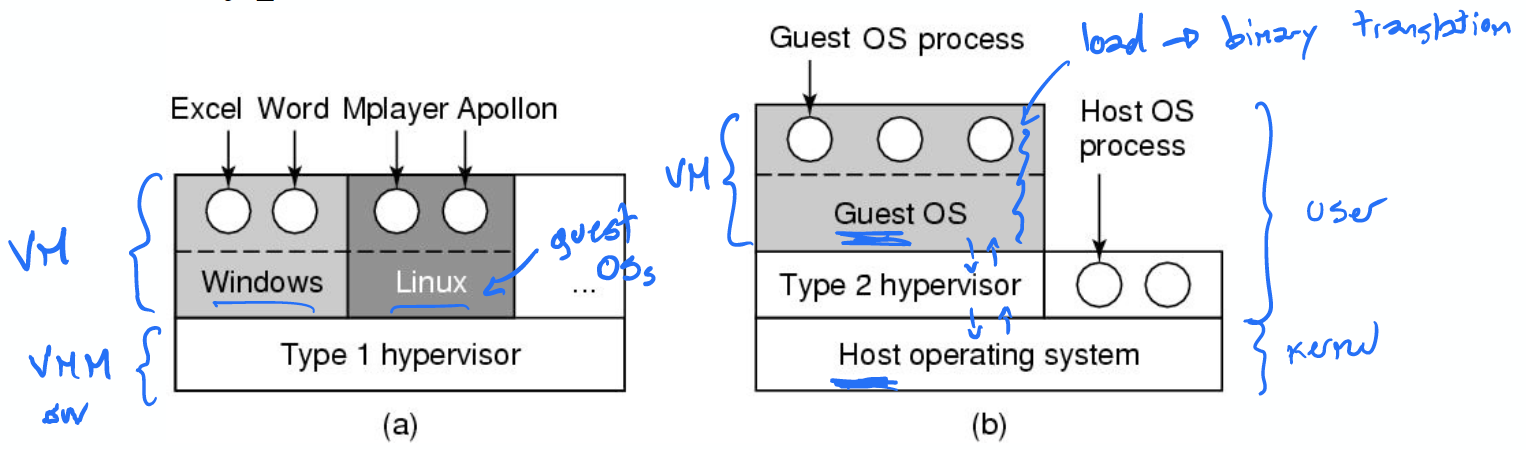 Guest OS process
load → binary translation
Excel Word Mplayer Apollon
Host OS
process
VM
VM
Guest OS
User
guest
OSs
Windows
Linux
...
Type 2 hypervisor
VMM
SW
Type 1 hypervisor
Host operating system
kernel
(a)
(b)